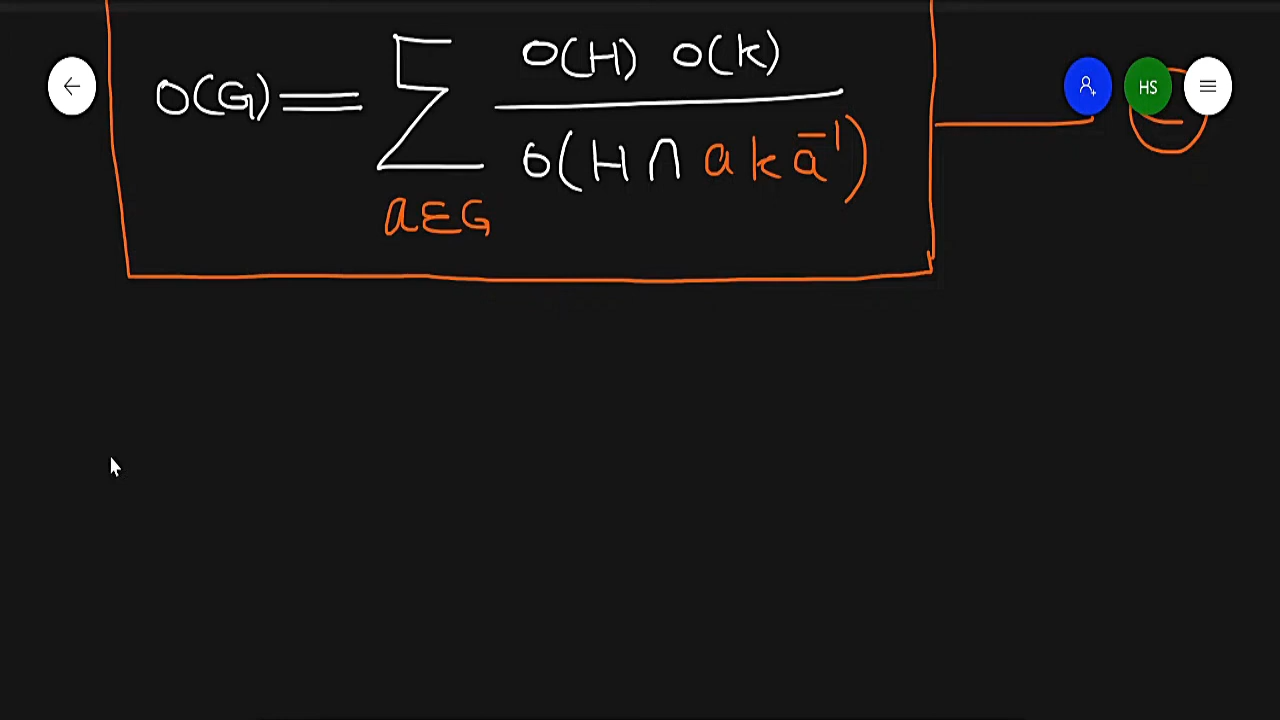 O(G) = Σ O(H) O(K) / O(H ∩ a K a⁻¹)
a∈G
HS